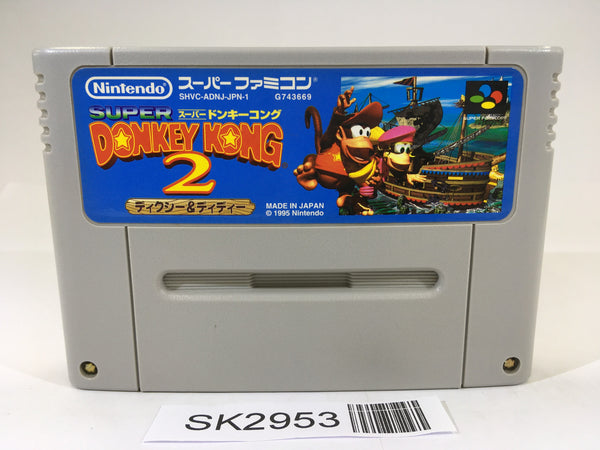 Nintendo
スーパーファミコン®
SHVC-ADNJ-JPN-1 G743669
SUPER スーパードンキーコング
DONKEY KONG
2
ディクシー&ディディー
MADE IN JAPAN
© 1995 Nintendo
SUPER FAMICOM
SK2953